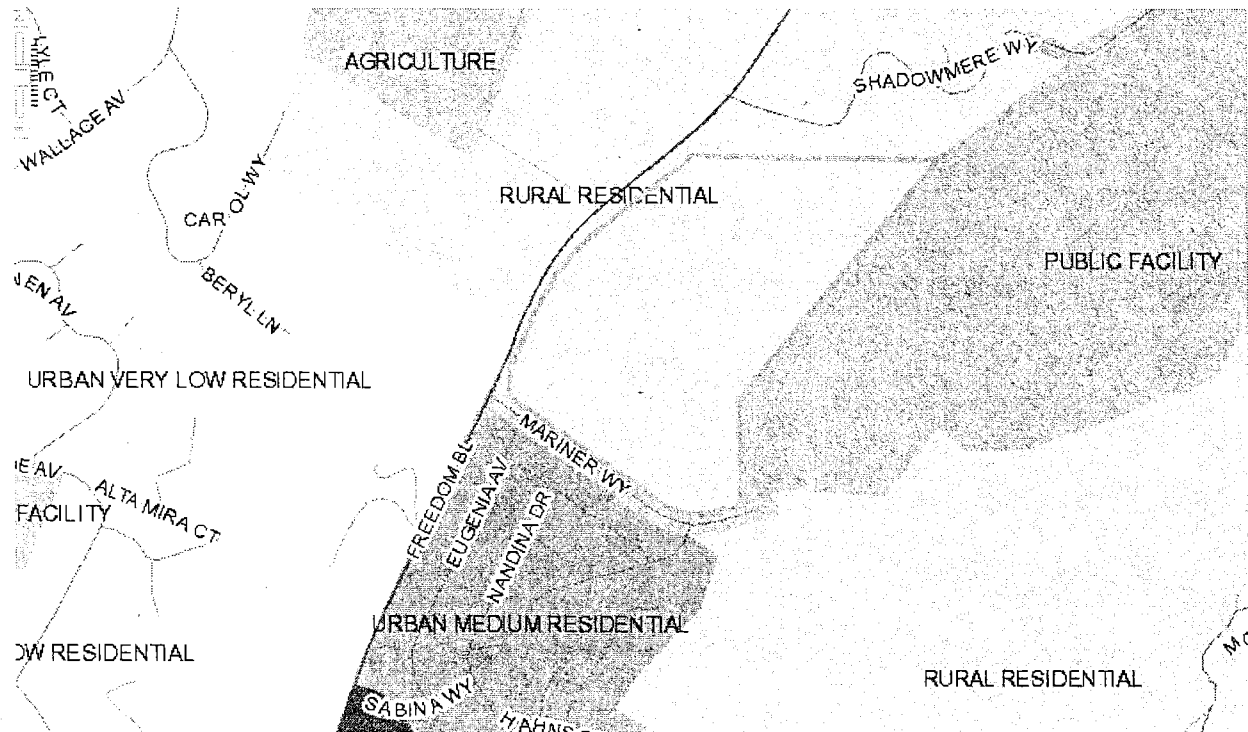 AGRICULTURE
SHADOWMERE WY
WALLACE AV
RURAL RESIDENTIAL
CAROL WY
PUBLIC FACILITY
BERYL LN
URBAN VERY LOW RESIDENTIAL
MARINER WY
FREEDOM BL
EUGENIA AV
NANDINA DR
E AV
ALTA MIRA CT
FACILITY
URBAN MEDIUM RESIDENTIAL
OW RESIDENTIAL
RURAL RESIDENTIAL
SABINA WY